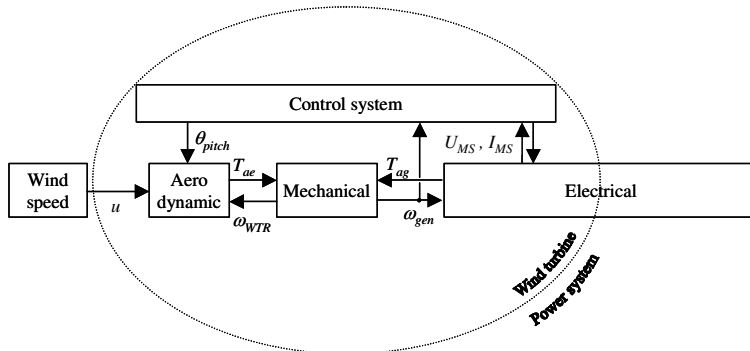 Control system
θpitch
UMS , IMS
Wind
speed
u
Aero
dynamic
Tae
ωWTR
Mechanical
Tag
ωgen
Electrical
Wind turbine
Power system